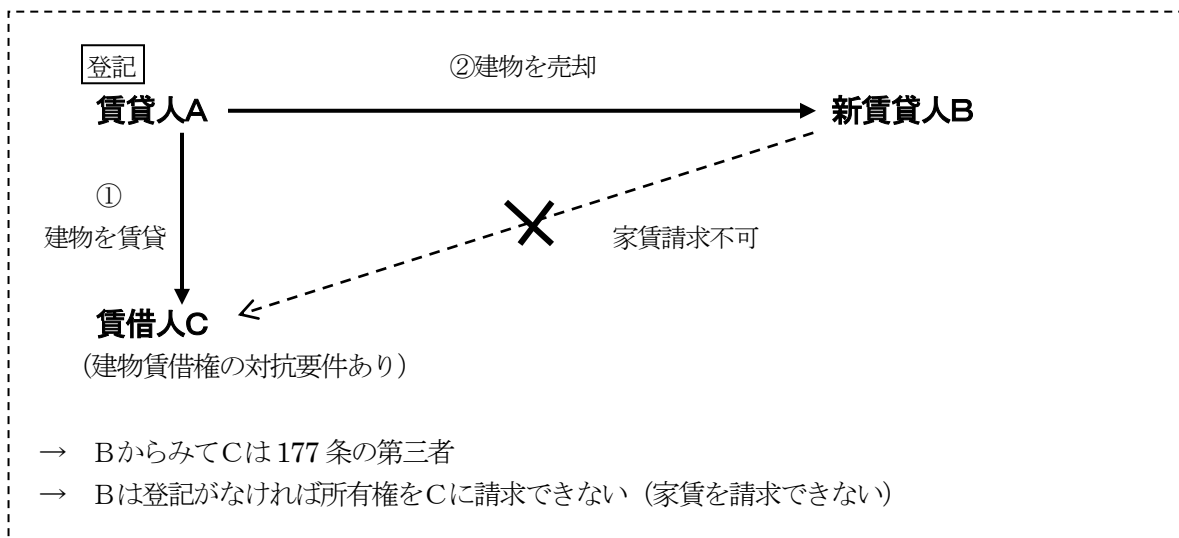 登記
②建物を売却
賃貸人A
新賃貸人B
①
建物を賃貸
家賃請求不可
賃借人C
(建物賃借権の対抗要件あり)
→ BからみてCは 177 条の第三者
→ Bは登記がなければ所有権をCに請求できない（家賃を請求できない）